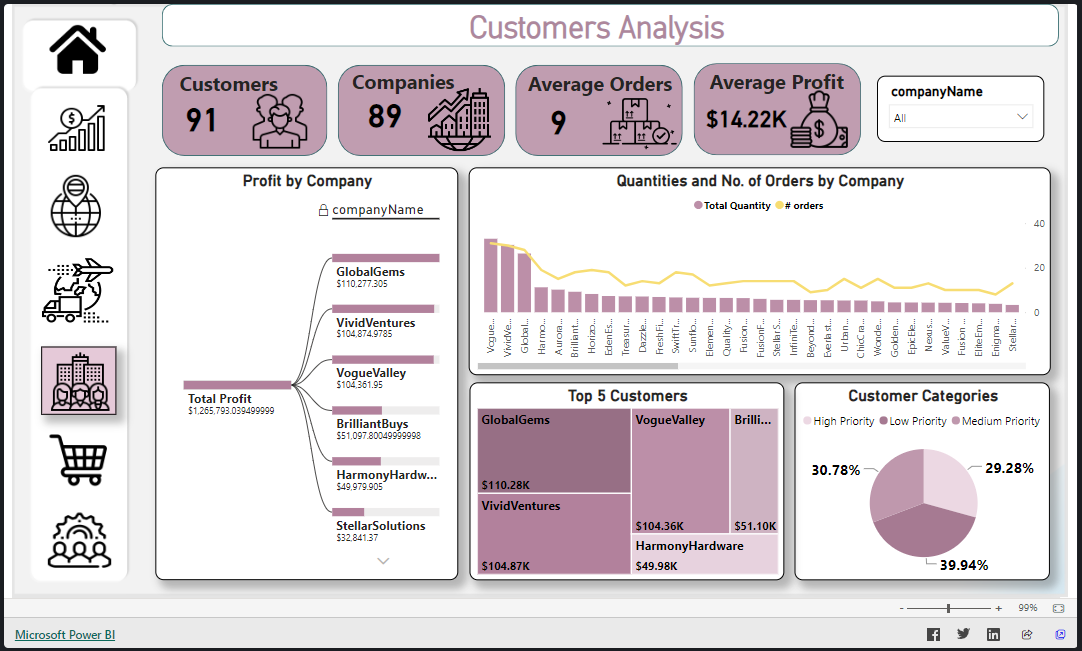 Customers Analysis
Customers
91
Companies
89
Average Orders
9
Average Profit
$14.22K
companyName
All
Profit by Company
companyName
GlobalGems
$110,277.305
VividVentures
$104,874.9785
VogueValley
$104,361.95
Total Profit
$1,265,793.039499999
BrilliantBuys
$51,097.80049999998
HarmonyHardw...
$49,979.905
StellarSolutions
$32,841.37
Quantities and No. of Orders by Company
Total Quantity # orders
40
20
0
Vogue...
VividVe...
Global...
Harmo...
Aurora...
Brilliant...
Horizo...
EdenEs...
Treasur...
Dazzle...
FreshFi...
SwiftTr...
Sunflo...
Elemen...
Quality...
Fusion...
FusionF...
StellarS...
InfiniTe...
Beyond...
Everlast...
Urban...
ChicCra...
Wonde...
Golden...
EpicEle...
Nexus...
ValueV...
Fusion ...
EliteEm...
Enigma...
Stellar...
Top 5 Customers
GlobalGems
$110.28K
VividVentures
$104.87K
VogueValley
$104.36K
Brilli...
$51.10K
HarmonyHardware
$49.98K
Customer Categories
High Priority Low Priority Medium Priority
30.78%
29.28%
39.94%
- + 99%
Microsoft Power BI